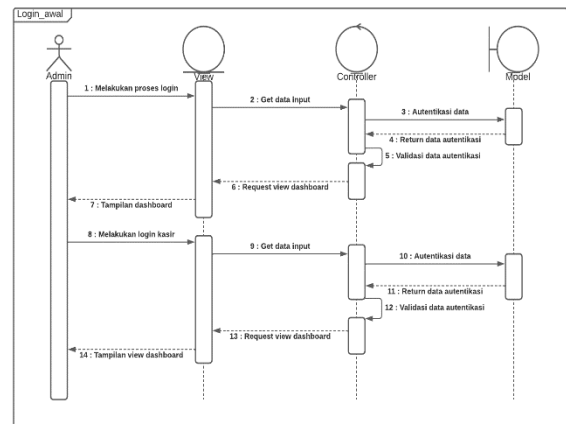 Login_awal
Admin
View
Controller
Model
1 : Melakukan proses login
2 : Get data input
3 : Autentikasi data
4 : Return data autentikasi
5 : Validasi data autentikasi
6 : Request view dashboard
7 : Tampilan dashboard
8 : Melakukan login kasir
9 : Get data input
10 : Autentikasi data
11 : Return data autentikasi
12 : Validasi data autentikasi
13 : Request view dashboard
14 : Tampilan view dashboard